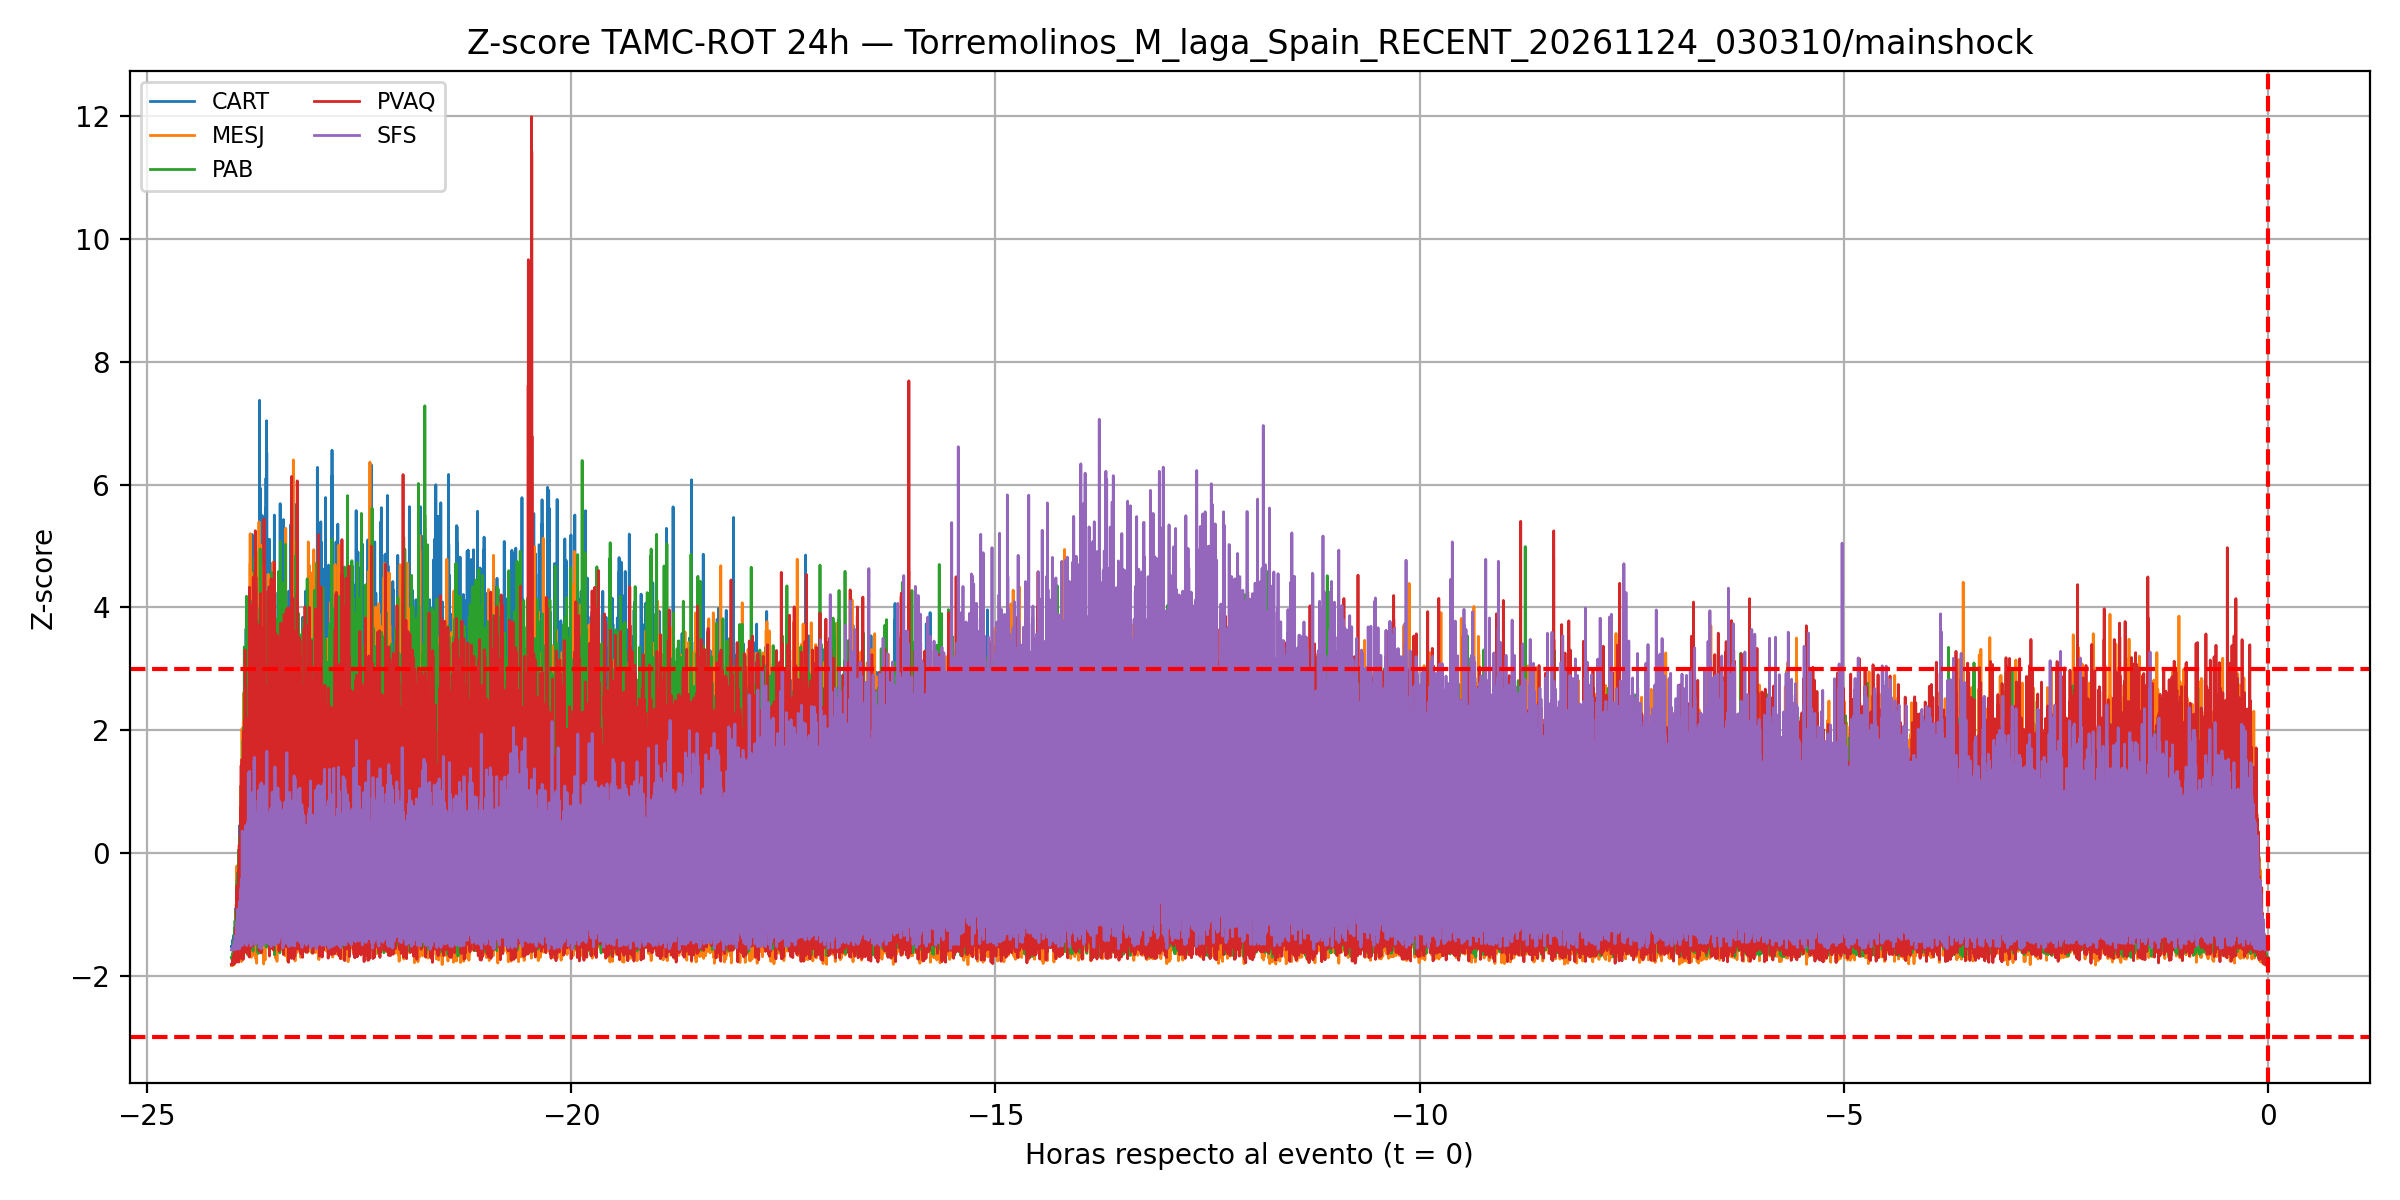 Z-score TAMC-ROT 24h — Torremolinos_M_laga_Spain_RECENT_20261124_030310/mainshock
CART
MESJ
PAB
PVAQ
SFS
12
10
8
6
4
2
0
−2
Z-score
−25
−20
−15
−10
−5
0
Horas respecto al evento (t = 0)